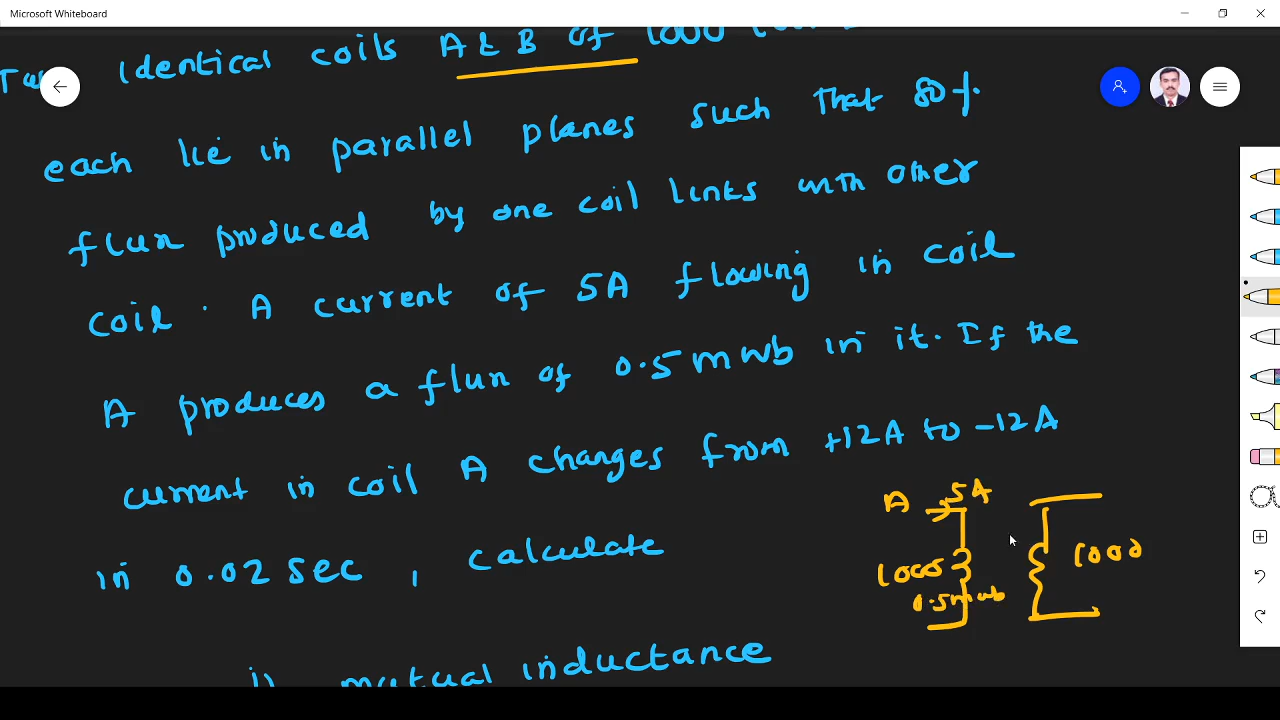 Microsoft Whiteboard
identical coils A & B of 1000
each lie in parallel planes such that 80%
flux produced by one coil links with other
coil. A current of 5A flowing in coil
A produces a flux of 0.5 mwb in it. If the
current in coil A changes from +12A to -12A
in 0.02 sec, calculate
i) mutual inductance
A 5A
1000
0.5mwb
1000